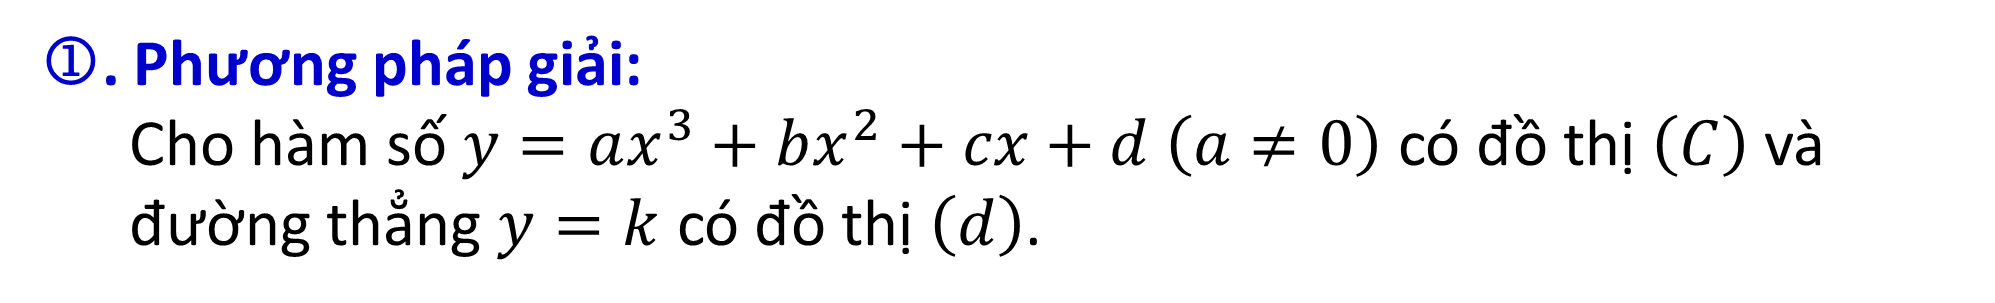 ①. Phương pháp giải:
Cho hàm số y = ax³ + bx² + cx + d (a ≠ 0) có đồ thị (C) và
đường thẳng y = k có đồ thị (d).